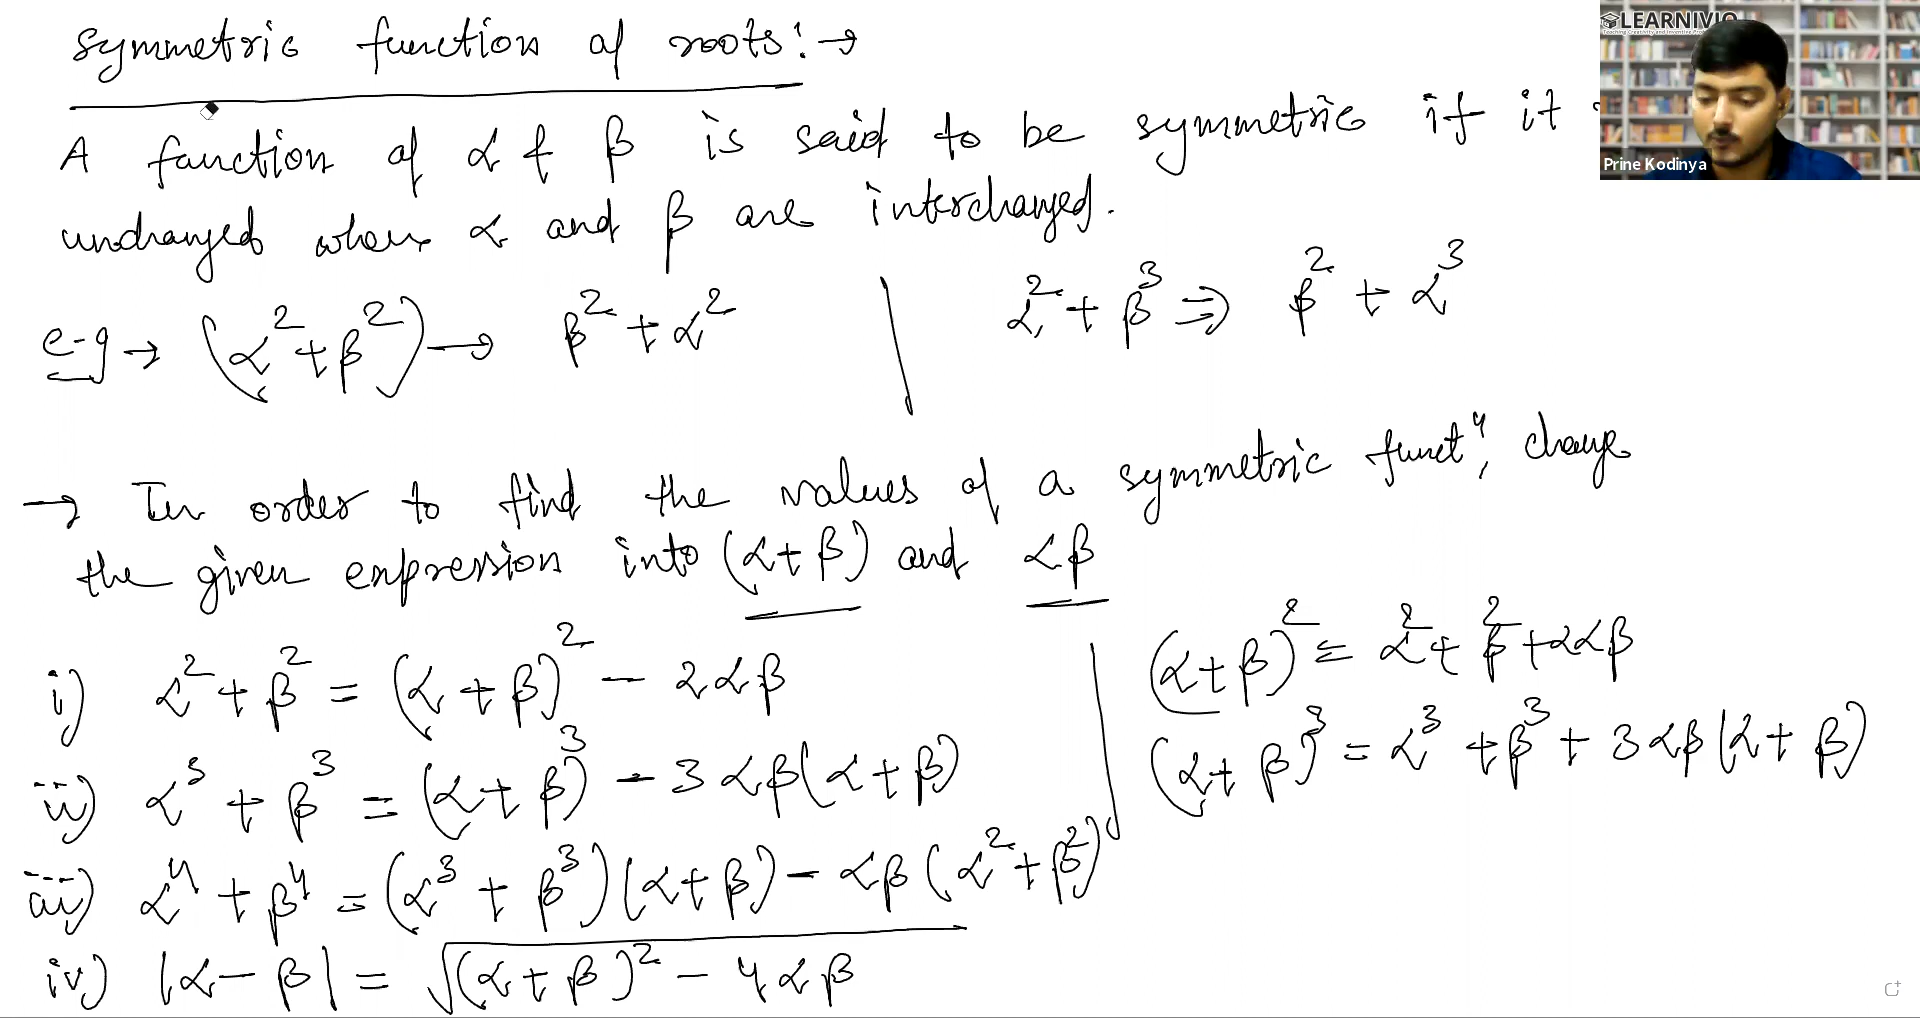 symmetric function of roots:→
LEARNIVIO
A function of α & β is said to be symmetric if it
Prine Kodinya
unchanged when α and β are interchanged.
e-g → (α²+β²) → β²+α² | α²+β³ ⇒ β²+α³
→ In order to find the values of a symmetric functⁿ, change
the given expression into (α+β) and αβ
i) α²+β² = (α+β)² - 2αβ
(α+β)² = α²+β²+2αβ
ii) α³+β³ = (α+β)³ - 3αβ(α+β)
(α+β)³ = α³+β³+3αβ(α+β)
iii) α⁴+β⁴ = (α³+β³)(α+β) - αβ(α²+β²)
iv) |α-β| = √(α+β)² - 4αβ